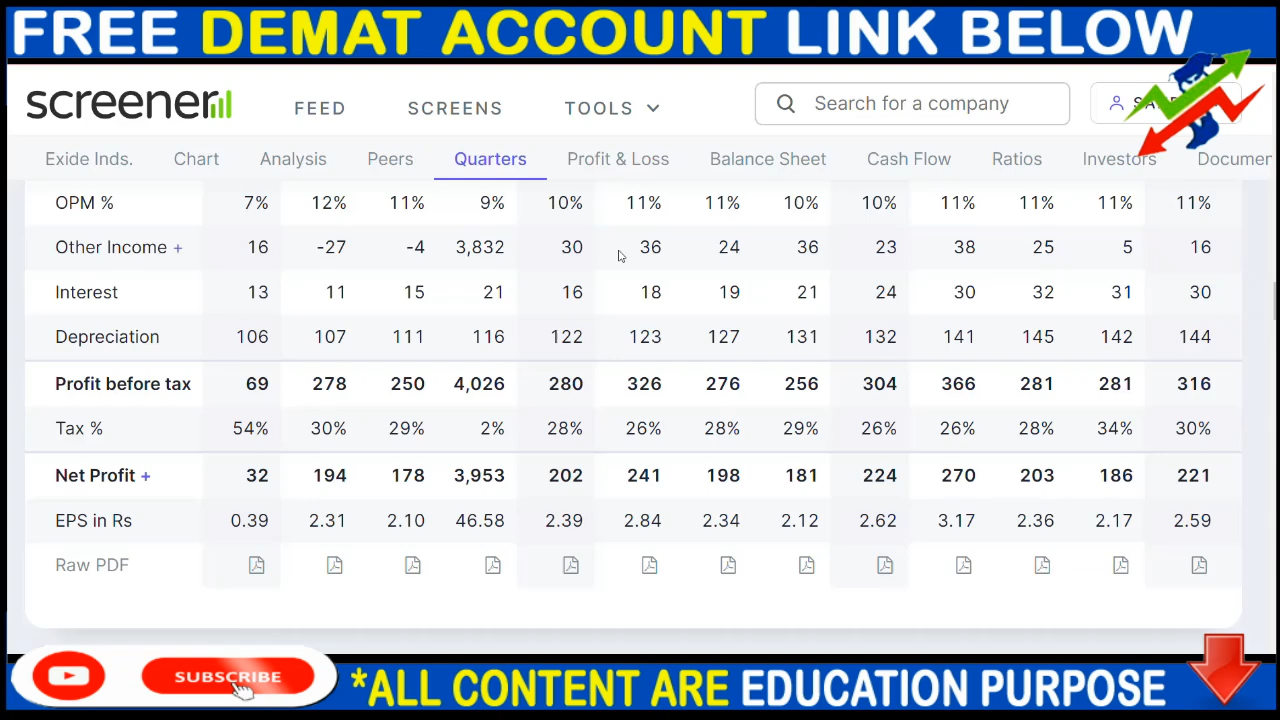 FREE DEMAT ACCOUNT LINK BELOW
screener
FEED SCREENS TOOLS Search for a company
Exide Inds. Chart Analysis Peers Quarters Profit & Loss Balance Sheet Cash Flow Ratios Investors Documen
OPM % 7% 12% 11% 9% 10% 11% 11% 10% 10% 11% 11% 11% 11%
Other Income + 16 -27 -4 3,832 30 36 24 36 23 38 25 5 16
Interest 13 11 15 21 16 18 19 21 24 30 32 31 30
Depreciation 106 107 111 116 122 123 127 131 132 141 145 142 144
Profit before tax 69 278 250 4,026 280 326 276 256 304 366 281 281 316
Tax % 54% 30% 29% 2% 28% 26% 28% 29% 26% 26% 28% 34% 30%
Net Profit + 32 194 178 3,953 202 241 198 181 224 270 203 186 221
EPS in Rs 0.39 2.31 2.10 46.58 2.39 2.84 2.34 2.12 2.62 3.17 2.36 2.17 2.59
Raw PDF
SUBSCRIBE
*ALL CONTENT ARE EDUCATION PURPOSE